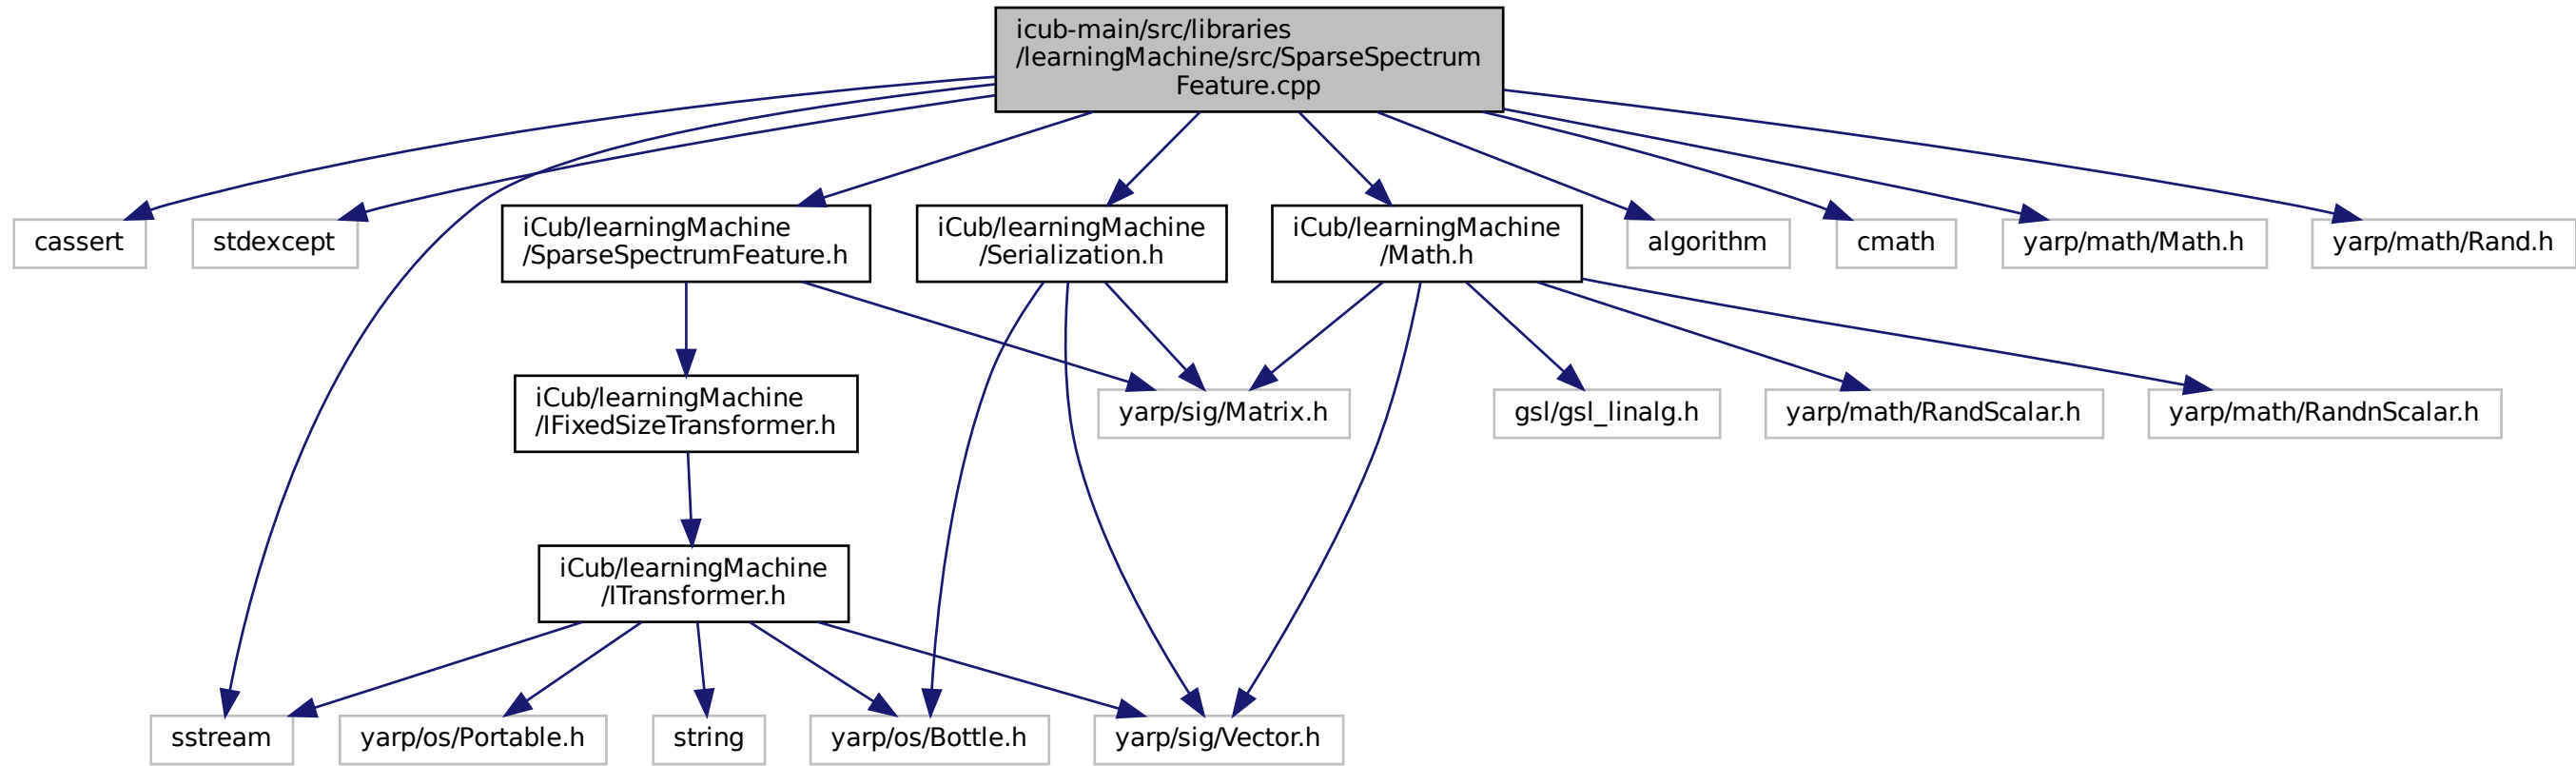 icub-main/src/libraries
/learningMachine/src/SparseSpectrum
Feature.cpp
cassert
stdexcept
iCub/learningMachine
/SparseSpectrumFeature.h
iCub/learningMachine
/Serialization.h
iCub/learningMachine
/Math.h
algorithm
cmath
yarp/math/Math.h
yarp/math/Rand.h
iCub/learningMachine
/IFixedSizeTransformer.h
yarp/sig/Matrix.h
gsl/gsl_linalg.h
yarp/math/RandScalar.h
yarp/math/RandnScalar.h
iCub/learningMachine
/ITransformer.h
sstream
yarp/os/Portable.h
string
yarp/os/Bottle.h
yarp/sig/Vector.h